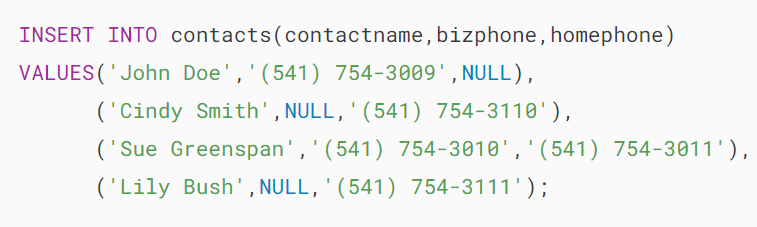 INSERT INTO contacts(contactname,bizphone,homephone)
VALUES('John Doe','(541) 754-3009',NULL),
      ('Cindy Smith',NULL,'(541) 754-3110'),
      ('Sue Greenspan','(541) 754-3010','(541) 754-3011'),
      ('Lily Bush',NULL,'(541) 754-3111');